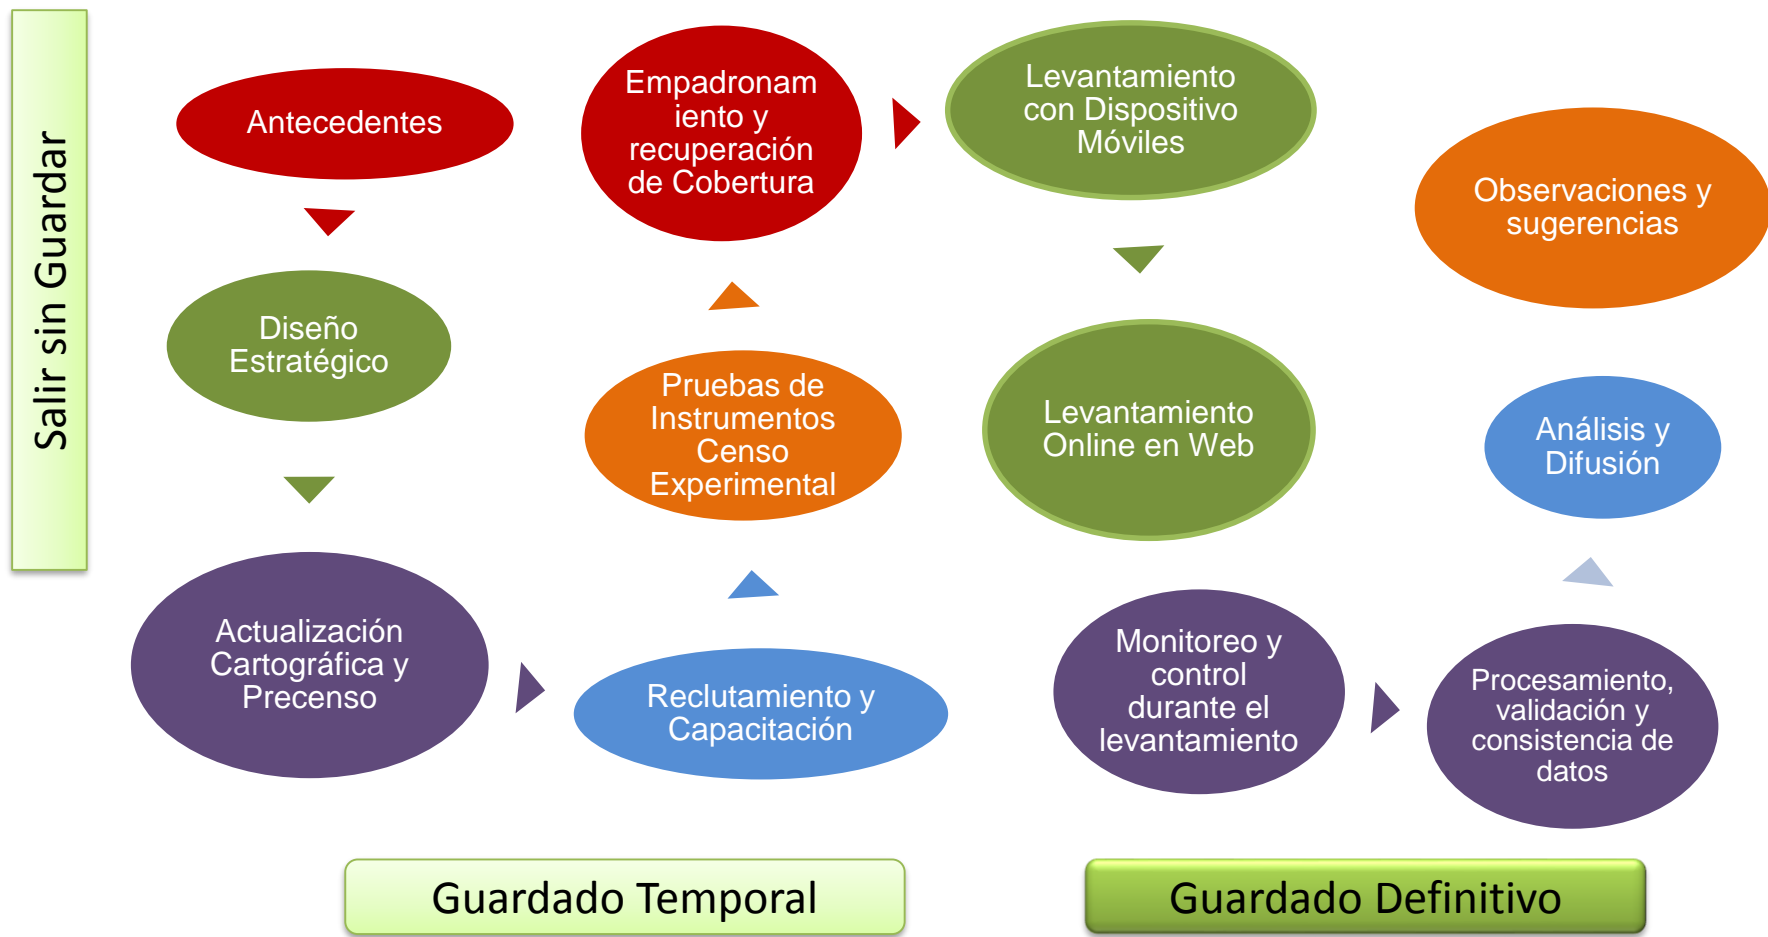 Salir sin Guardar
Antecedentes
Diseño
Estratégico
Actualización
Cartográfica y
Precenso
Reclutamiento y
Capacitación
Pruebas de
Instrumentos
Censo
Experimental
Empadronam
iento y
recuperación
de Cobertura
Levantamiento
con Dispositivo
Móviles
Levantamiento
Online en Web
Monitoreo y
control
durante el
levantamiento
Procesamiento,
validación y
consistencia de
datos
Análisis y
Difusión
Observaciones y
sugerencias
Guardado Temporal
Guardado Definitivo